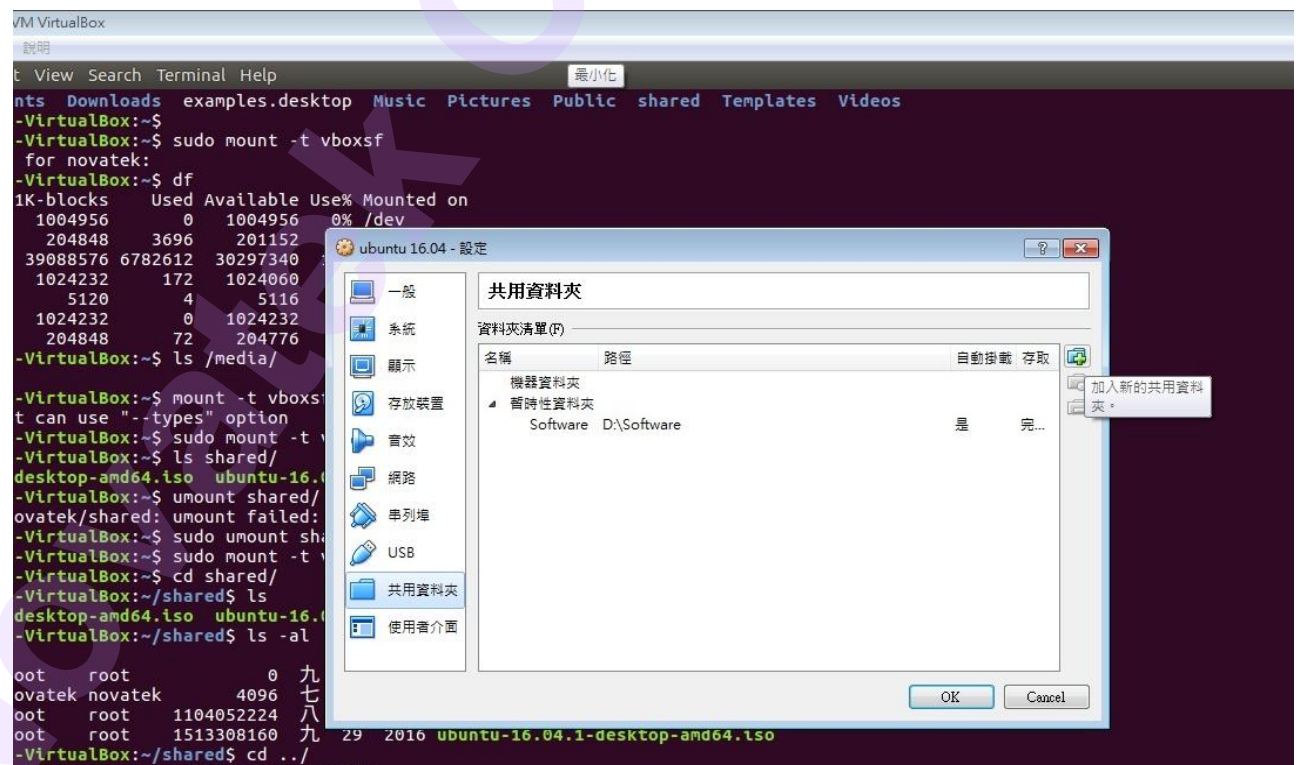 VM VirtualBox
說明
t View Search Terminal Help
最小化
nts Downloads examples.desktop Music Pictures Public shared Templates Videos
-VirtualBox:~$
-VirtualBox:~$ sudo mount -t vboxsf
for novatek:
-VirtualBox:~$ df
1K-blocks Used Available Use% Mounted on
1004956 0 1004956 0% /dev
204848 3696 201152
39088576 6782612 30297340
1024232 172 1024060
5120 4 5116
1024232 0 1024232
204848 72 204776
-VirtualBox:~$ ls /media/
-VirtualBox:~$ mount -t vboxsf
t can use "--types" option
-VirtualBox:~$ sudo mount -t
-VirtualBox:~$ ls shared/
desktop-amd64.iso ubuntu-16.0
-VirtualBox:~$ umount shared/
ovatek/shared: umount failed:
-VirtualBox:~$ sudo umount sha
-VirtualBox:~$ sudo mount -t
-VirtualBox:~$ cd shared/
-VirtualBox:~/shared$ ls
desktop-amd64.iso ubuntu-16.0
-VirtualBox:~/shared$ ls -al
oot root 0 九
ovatek novatek 4096 七
oot root 1104052224 八
oot root 1513308160 九 29 2016 ubuntu-16.04.1-desktop-amd64.iso
-VirtualBox:~/shared$ cd ../
ubuntu 16.04 - 設定
一般
系統
顯示
存放裝置
音效
網路
串列埠
USB
共用資料夾
使用者介面
共用資料夾
資料夾清單(F)
名稱 路徑 自動掛載 存取
機器資料夾
暫時性資料夾
Software D:\Software 是 完...
加入新的共用資料
夾。
OK Cancel
ovatek